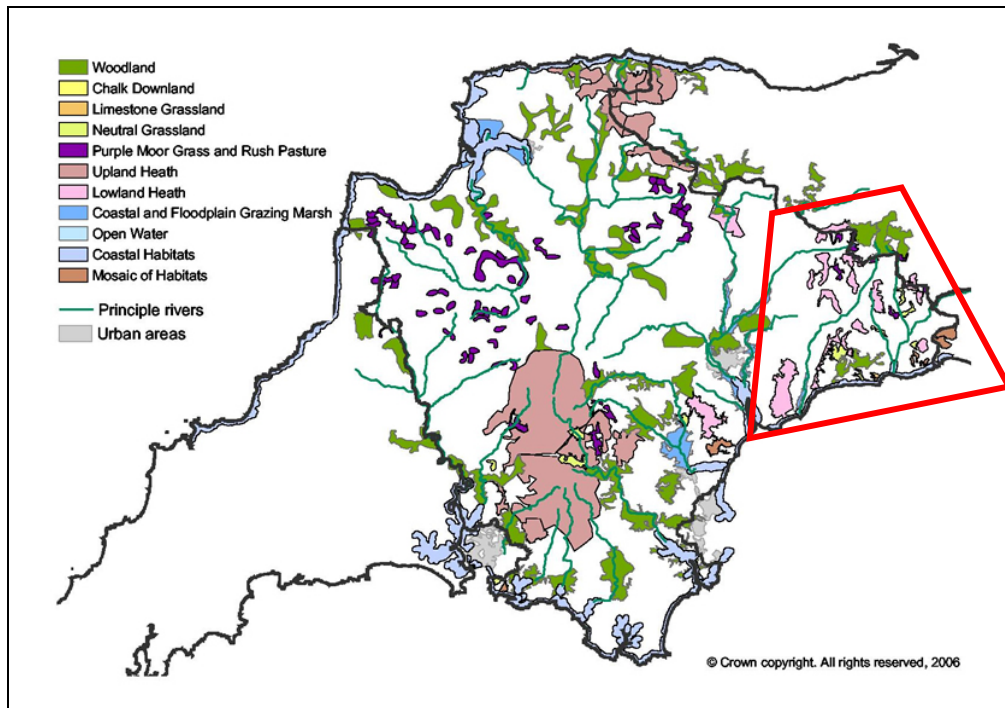 Woodland
Chalk Downland
Limestone Grassland
Neutral Grassland
Purple Moor Grass and Rush Pasture
Upland Heath
Lowland Heath
Coastal and Floodplain Grazing Marsh
Open Water
Coastal Habitats
Mosaic of Habitats
Principle rivers
Urban areas
© Crown copyright. All rights reserved, 2006